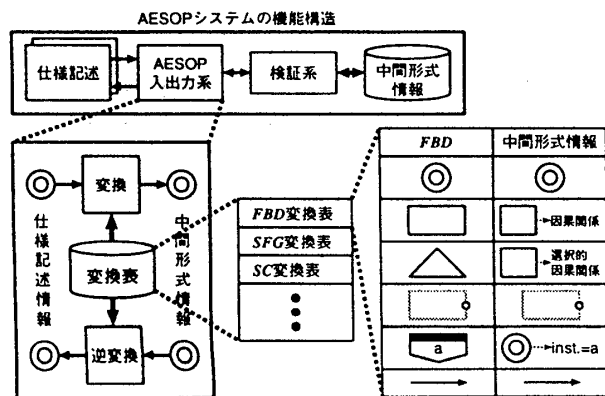 AESOPシステムの機能構造
仕様記述
AESOP
入出力系
検証系
中間形式
情報
変換
仕様記述情報
中間形式情報
変換表
逆変換
FBD変換表
SFG変換表
SC変換表
FBD
中間形式情報
因果関係
選択的
因果関係
a
inst.=a